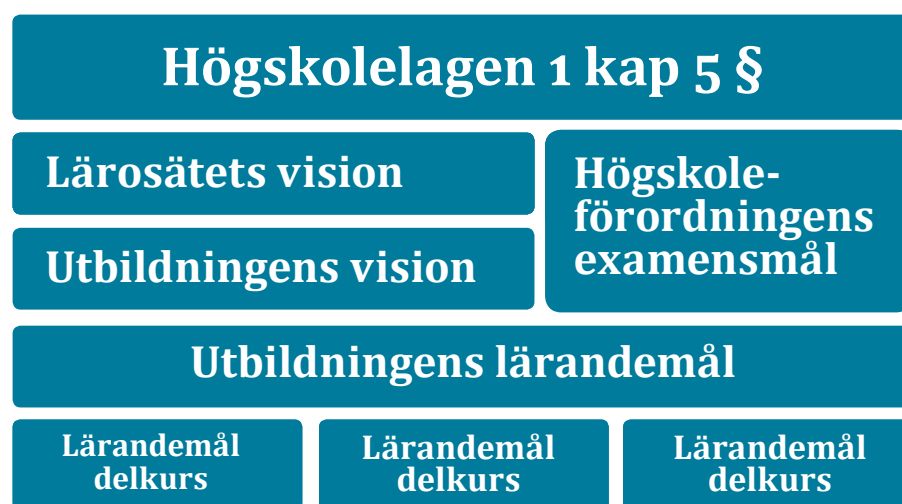 Högskolelagen 1 kap 5 §
Lärosätets vision
Utbildningens vision
Högskole-
förordningens
examensmål
Utbildningens lärandemål
Lärandemål
delkurs
Lärandemål
delkurs
Lärandemål
delkurs